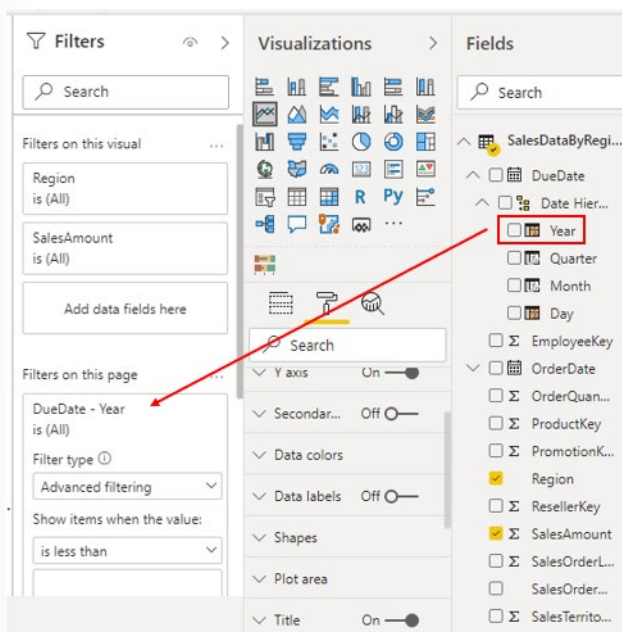 Filters
Search
Filters on this visual
Region
is (All)
SalesAmount
is (All)
Add data fields here
Filters on this page
DueDate - Year
is (All)
Filter type
Advanced filtering
Show items when the value:
is less than
Visualizations
123
R Py
Search
Y axis On
Secondar... Off
Data colors
Data labels Off
Shapes
Plot area
Title On
Fields
Search
SalesDataByRegi...
DueDate
Date Hier...
Year
Quarter
Month
Day
Σ EmployeeKey
OrderDate
Σ OrderQuan...
Σ ProductKey
Σ PromotionK...
Region
Σ ResellerKey
Σ SalesAmount
Σ SalesOrderL...
SalesOrder...
Σ SalesTerrito...